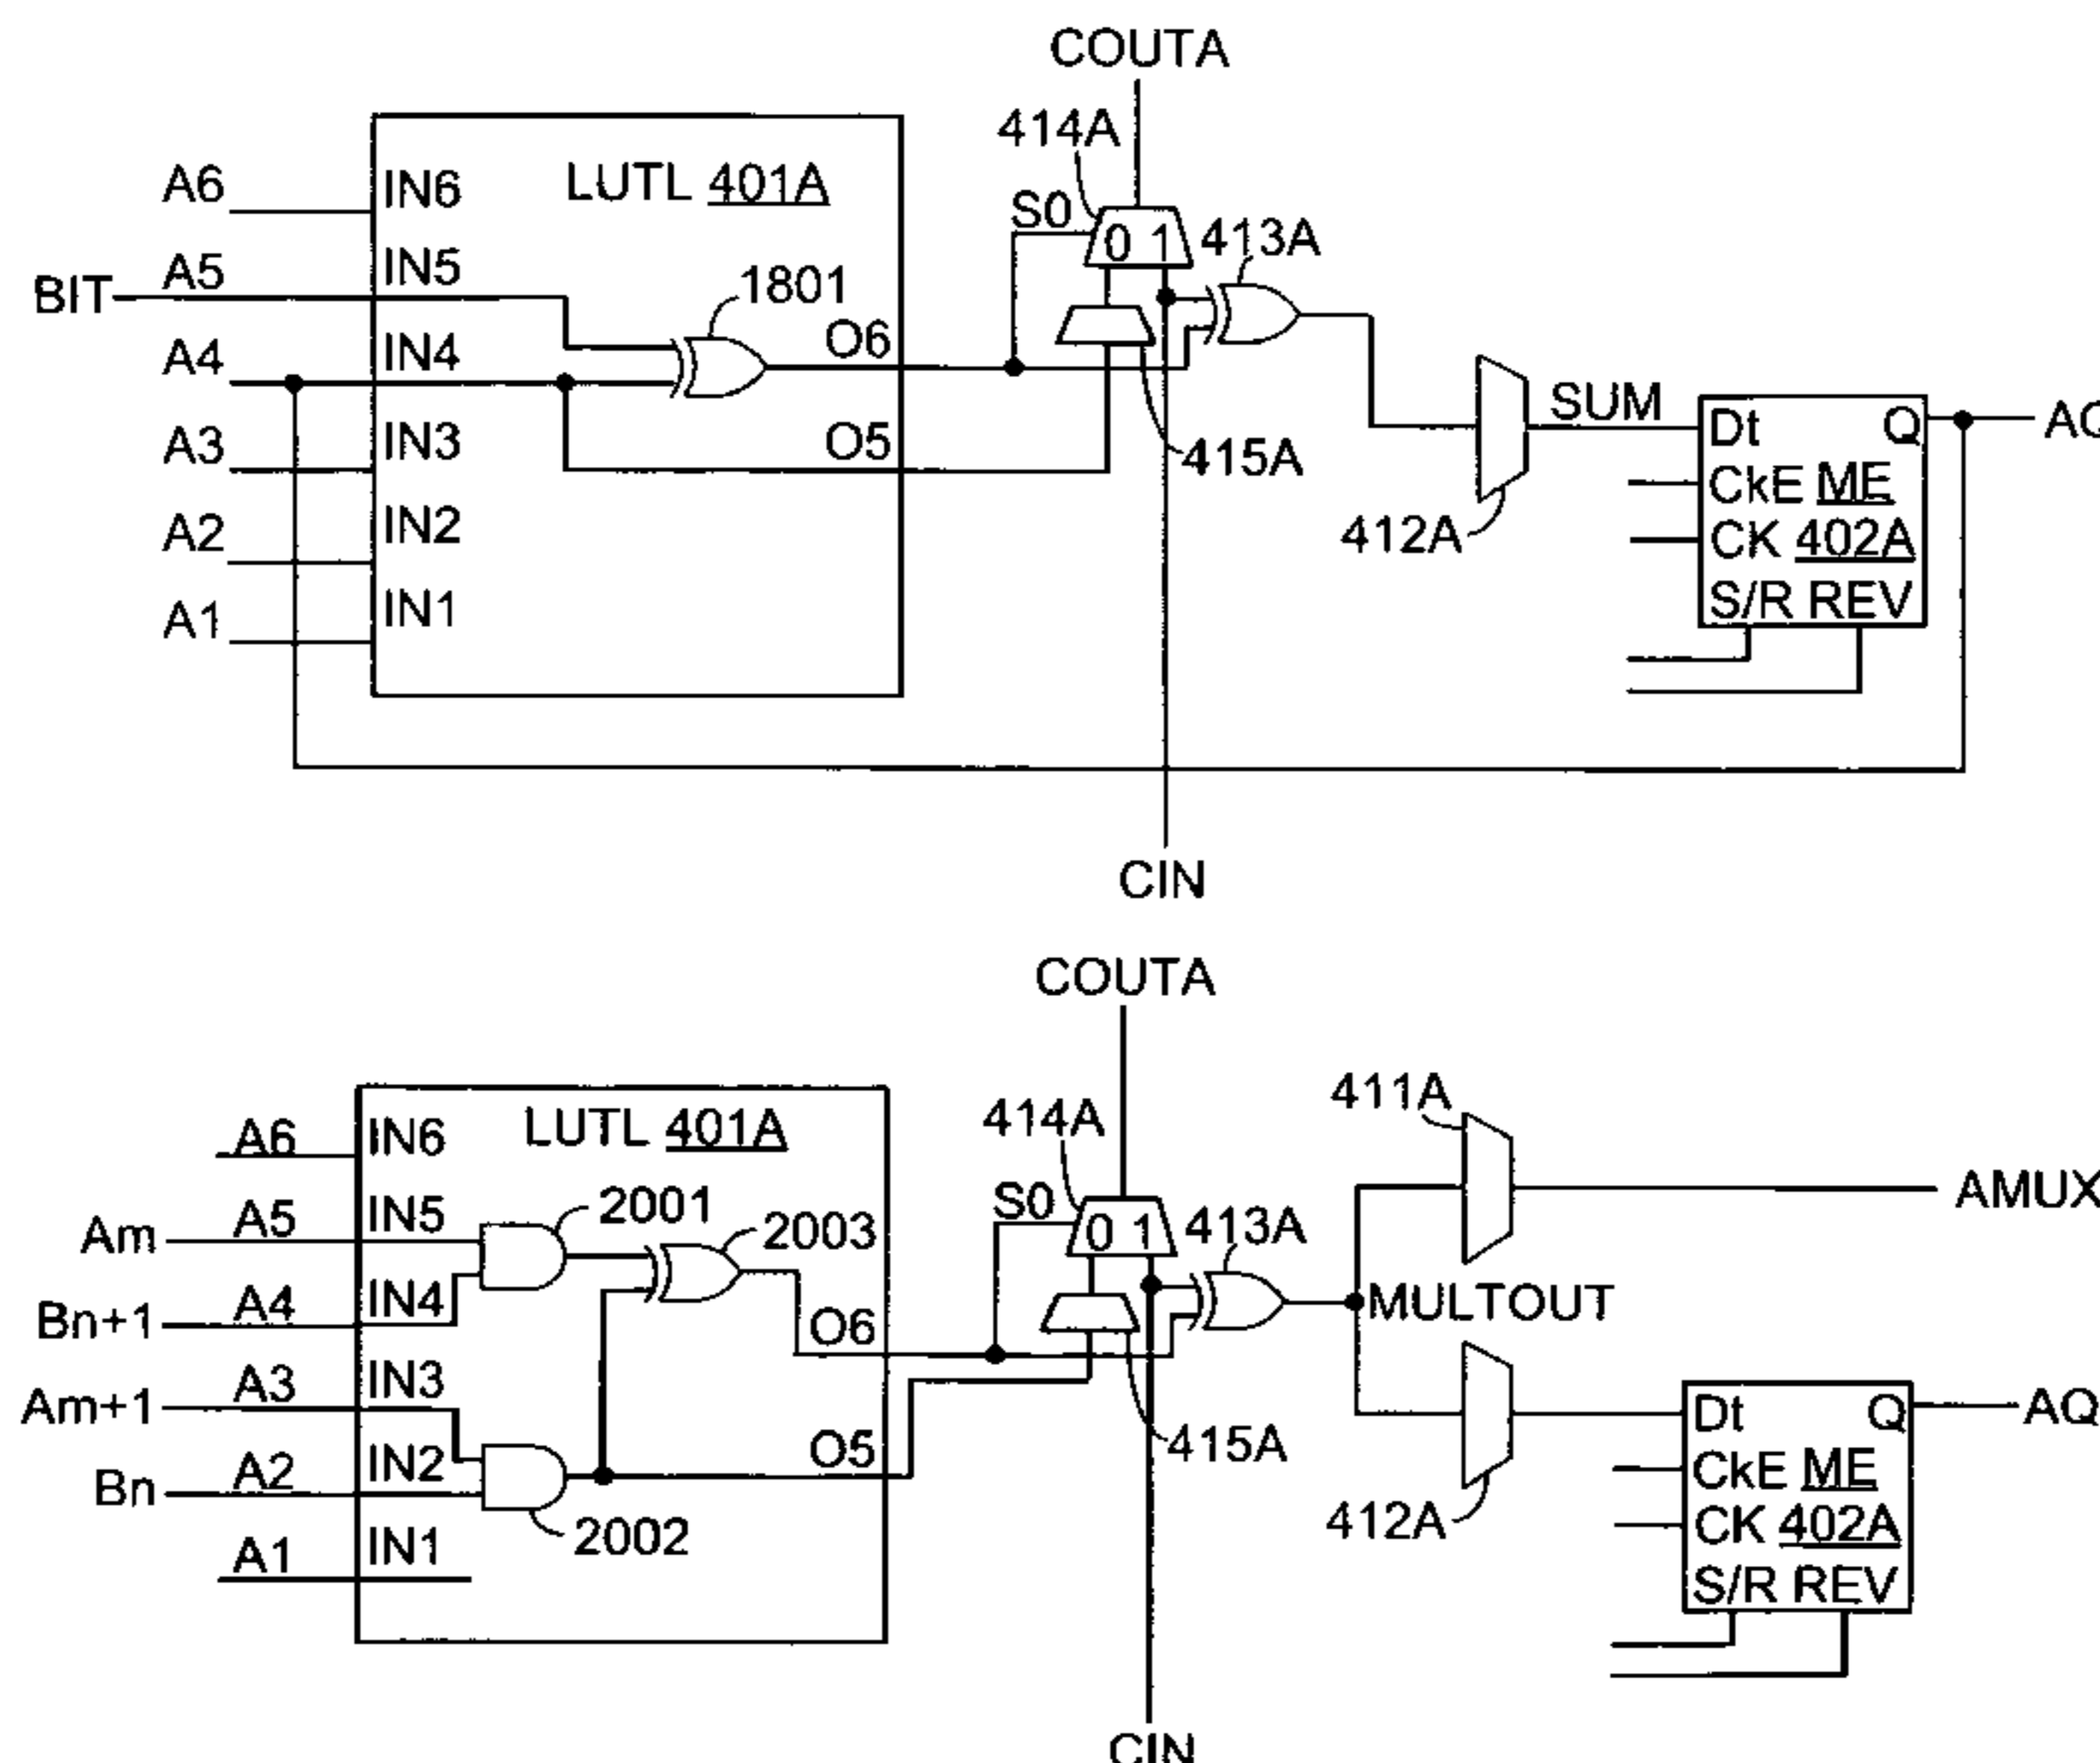 COUTA
414A
A6
IN6
LUTL 401A
S0
0 1
413A
BIT
A5
IN5
1801
A4
IN4
O6
A3
IN3
O5
415A
SUM
Dt
Q
AQ
CkE ME
CK 402A
S/R REV
412A
A2
IN2
A1
IN1
CIN
COUTA
414A
411A
A6
IN6
LUTL 401A
S0
0 1
413A
AMUX
Am
A5
IN5
2001
2003
Bn+1
A4
IN4
O6
MULTOUT
Am+1
A3
IN3
O5
415A
Dt
Q
AQ
CkE ME
CK 402A
S/R REV
412A
Bn
A2
IN2
2002
A1
IN1
CIN